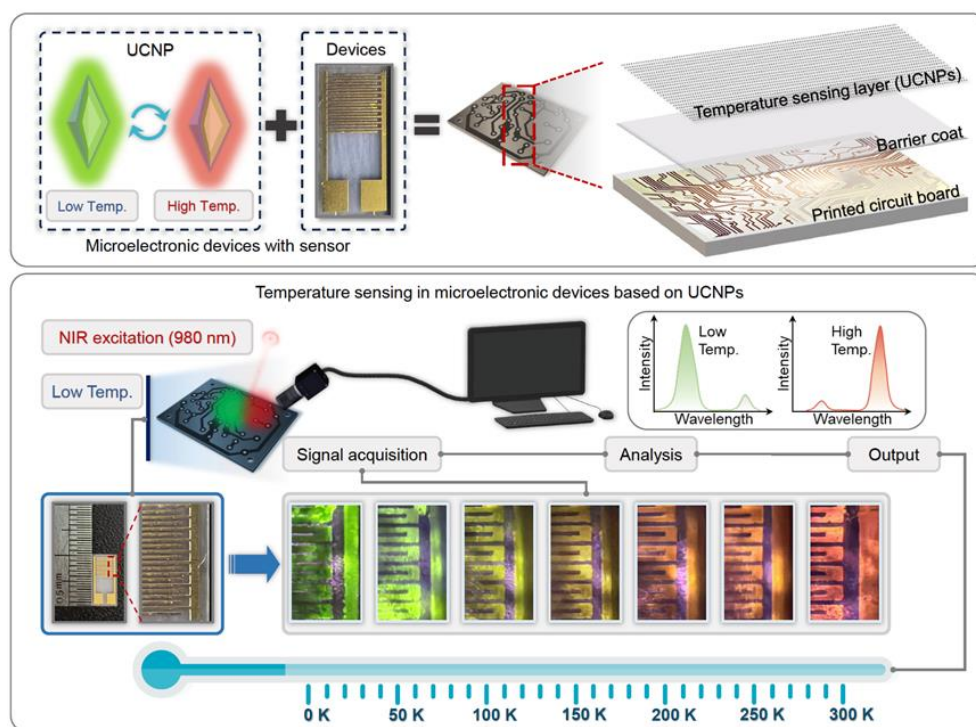 UCNP
Devices
Low Temp.
High Temp.
Microelectronic devices with sensor
Temperature sensing layer (UCNPs)
Barrier coat
Printed circuit board
Temperature sensing in microelectronic devices based on UCNPs
NIR excitation (980 nm)
Low Temp.
Intensity
Low
Temp.
Wavelength
Intensity
High
Temp.
Wavelength
Signal acquisition
Analysis
Output
0.5mm
0 K
50 K
100 K
150 K
200 K
250 K
300 K